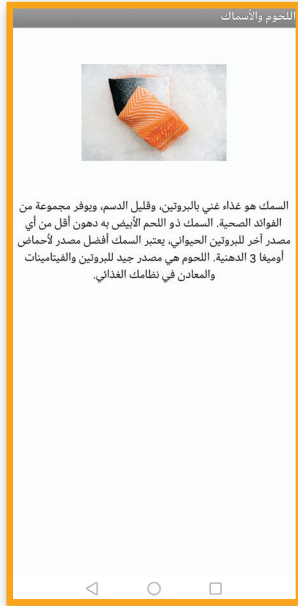 اللحوم والأسماك
السمك هو غذاء غني بالبروتين، وقليل الدسم، ويوفر مجموعة من
الفوائد الصحية. السمك ذو اللحم الأبيض به دهون أقل من أي
مصدر آخر للبروتين الحيواني، يعتبر السمك أفضل مصدر لأحماض
أوميغا 3 الدهنية. اللحوم هي مصدر جيد للبروتين والفيتامينات
والمعادن في نظامك الغذائي.